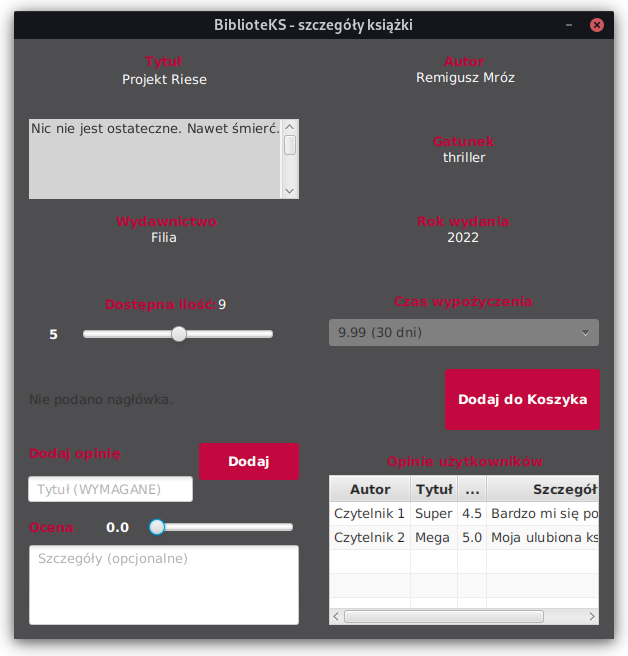 BiblioteKS - szczegóły książki
Tytuł
Projekt Riese
Autor
Remigusz Mróz
Nic nie jest ostateczne. Nawet śmierć.
Gatunek
thriller
Wydawnictwo
Filia
Rok wydania
2022
Dostępna ilość: 9
5
Czas wypożyczenia
9.99 (30 dni)
Nie podano nagłówka.
Dodaj do Koszyka
Dodaj opinię
Dodaj
Tytuł (WYMAGANE)
Ocena 0.0
Szczegóły (opcjonalne)
Opinie użytkowników
Autor Tytuł ... Szczegół
Czytelnik 1 Super 4.5 Bardzo mi się po
Czytelnik 2 Mega 5.0 Moja ulubiona ks